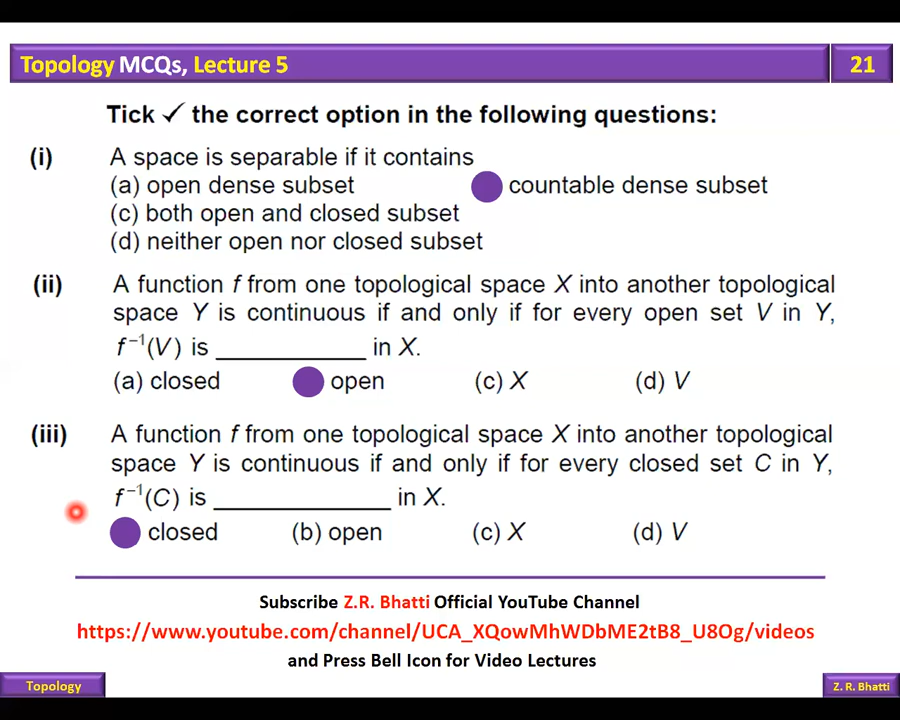 Topology MCQs, Lecture 5
21
Tick ✓ the correct option in the following questions:
(i) A space is separable if it contains
(a) open dense subset countable dense subset
(c) both open and closed subset
(d) neither open nor closed subset
(ii) A function f from one topological space X into another topological
space Y is continuous if and only if for every open set V in Y,
f⁻¹(V) is ____________ in X.
(a) closed open (c) X (d) V
(iii) A function f from one topological space X into another topological
space Y is continuous if and only if for every closed set C in Y,
f⁻¹(C) is ______________ in X.
closed (b) open (c) X (d) V
Subscribe Z.R. Bhatti Official YouTube Channel
https://www.youtube.com/channel/UCA_XQowMhWDbME2tB8_U8Og/videos
and Press Bell Icon for Video Lectures
Topology
Z. R. Bhatti